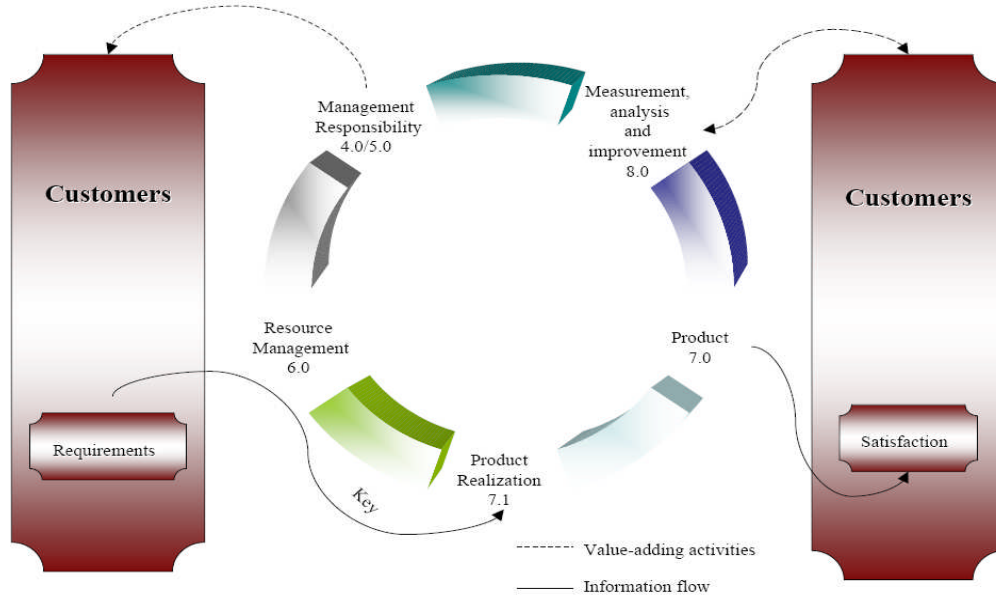 Customers
Requirements
Management
Responsibility
4.0/5.0
Measurement,
analysis
and
improvement
8.0
Resource
Management
6.0
Product
7.0
Product
Realization
7.1
Key
Customers
Satisfaction
Value-adding activities
Information flow